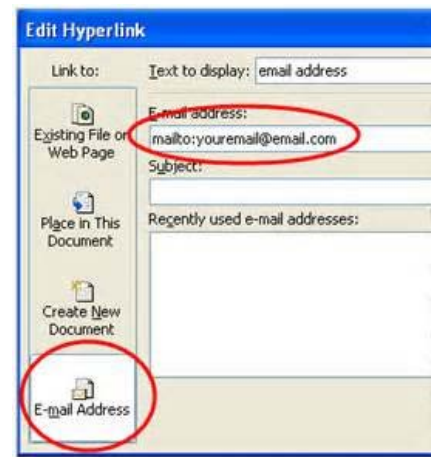 Edit Hyperlink
Link to:
Text to display: email address
Existing File or
Web Page
Place in This
Document
Create New
Document
E-mail Address
E-mail address:
mailto:youremail@email.com
Subject:
Recently used e-mail addresses: